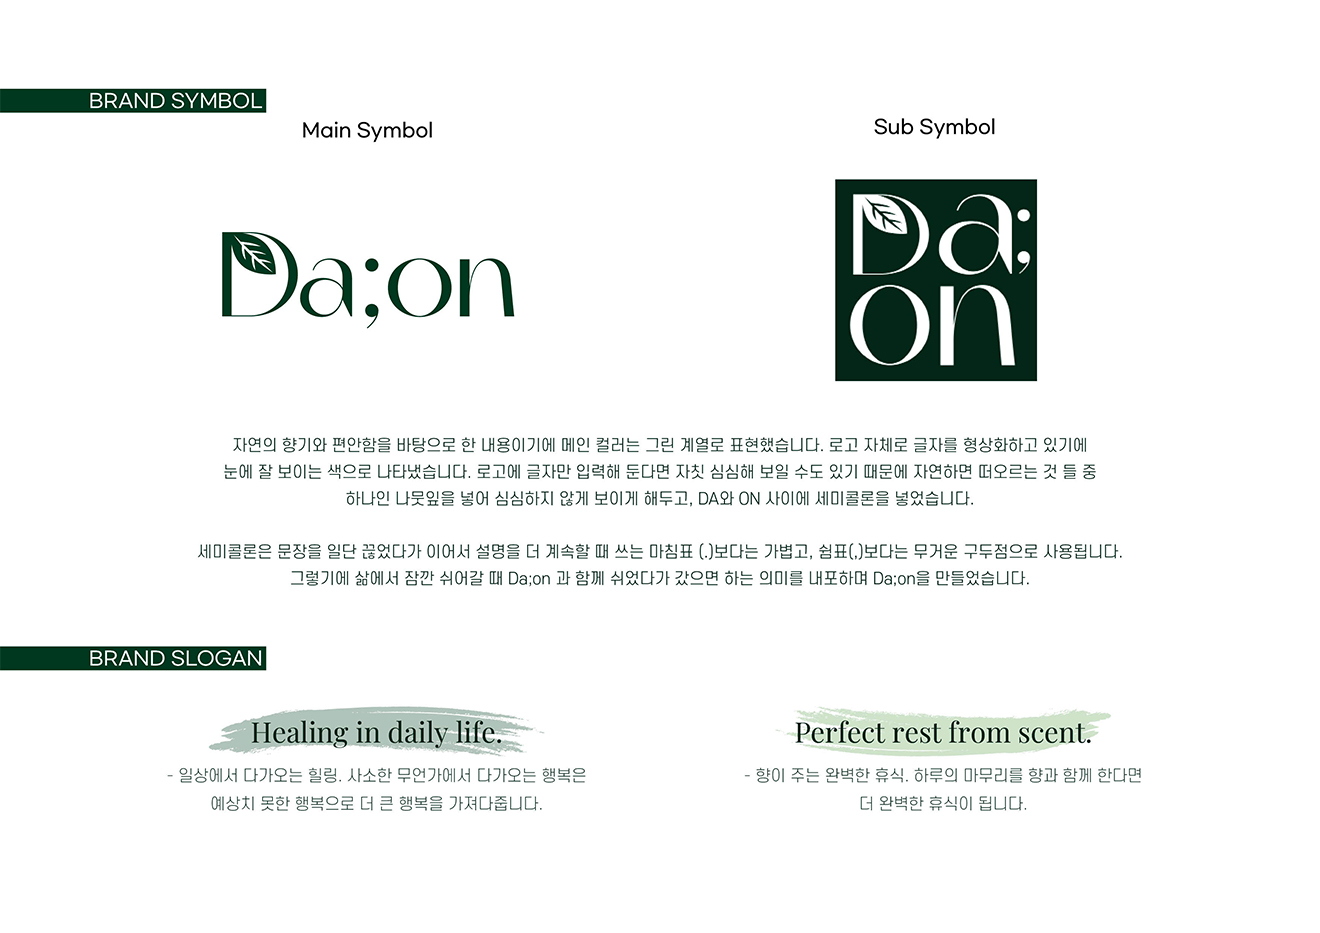 BRAND SYMBOL
Main Symbol
Sub Symbol
Da;on
Da;
on
자연의 향기와 편안함을 바탕으로 한 내용이기에 메인 컬러는 그린 계열로 표현했습니다. 로고 자체로 글자를 형상화하고 있기에
눈에 잘 보이는 색으로 나타냈습니다. 로고에 글자만 입력해 둔다면 자칫 심심해 보일 수도 있기 때문에 자연하면 떠오르는 것 들 중
하나인 나뭇잎을 넣어 심심하지 않게 보이게 해두고, DA와 ON 사이에 세미콜론을 넣었습니다.
세미콜론은 문장을 일단 끊었다가 이어서 설명을 더 계속할 때 쓰는 마침표 (.)보다는 가볍고, 쉼표(,)보다는 무거운 구두점으로 사용됩니다.
그렇기에 삶에서 잠깐 쉬어갈 때 Da;on 과 함께 쉬었다가 갔으면 하는 의미를 내포하며 Da;on을 만들었습니다.
BRAND SLOGAN
Healing in daily life.
- 일상에서 다가오는 힐링. 사소한 무언가에서 다가오는 행복은
예상치 못한 행복으로 더 큰 행복을 가져다줍니다.
Perfect rest from scent.
- 향이 주는 완벽한 휴식. 하루의 마무리를 향과 함께 한다면
더 완벽한 휴식이 됩니다.